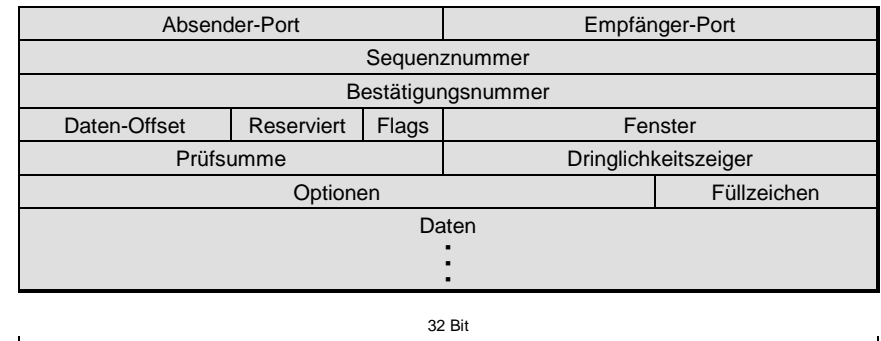 Absender-Port Empfänger-Port
Sequenznummer
Bestätigungsnummer
Daten-Offset Reserviert Flags Fenster
Prüfsumme Dringlichkeitszeiger
Optionen Füllzeichen
Daten
32 Bit